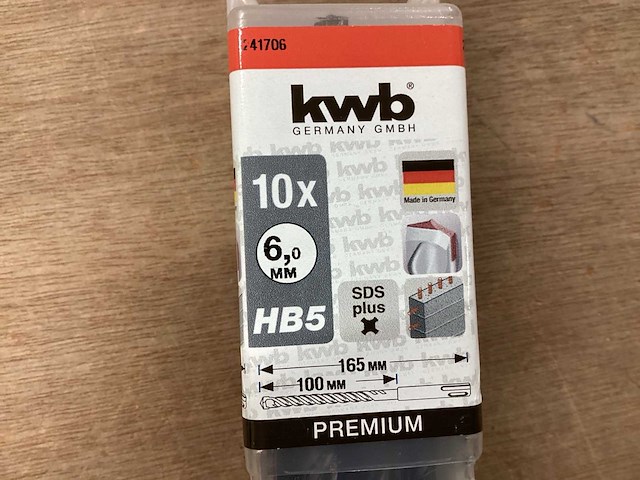 41706
kwb®
GERMANY GMBH
10x
Made in Germany
6,0
MM
SDS
plus
HB5
165 MM
100 MM
PREMIUM